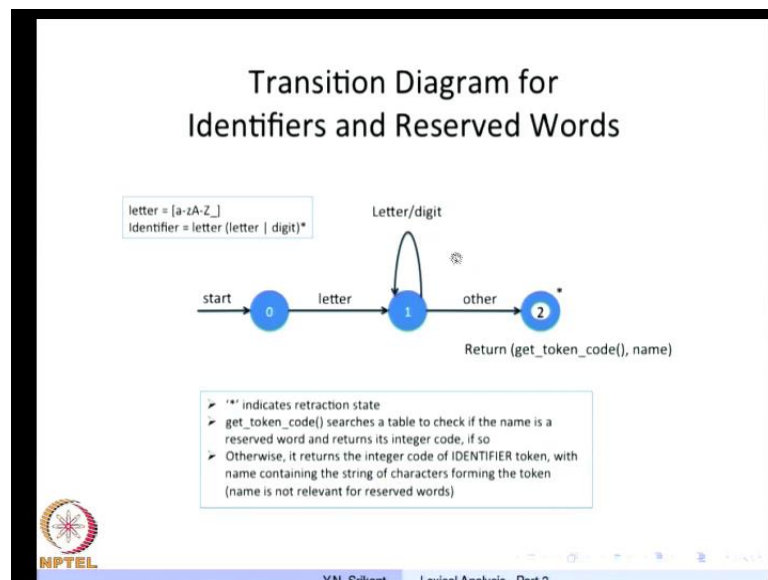 Transition Diagram for
Identifiers and Reserved Words
letter = [a-zA-Z_]
Identifier = letter (letter | digit)*
Letter/digit
start
0
letter
1
other
2
*
Return (get_token_code(), name)
➢ '*' indicates retraction state
➢ get_token_code() searches a table to check if the name is a
reserved word and returns its integer code, if so
➢ Otherwise, it returns the integer code of IDENTIFIER token, with
name containing the string of characters forming the token
(name is not relevant for reserved words)
NPTEL
Y.N. Srikant Lexical Analysis - Part 2